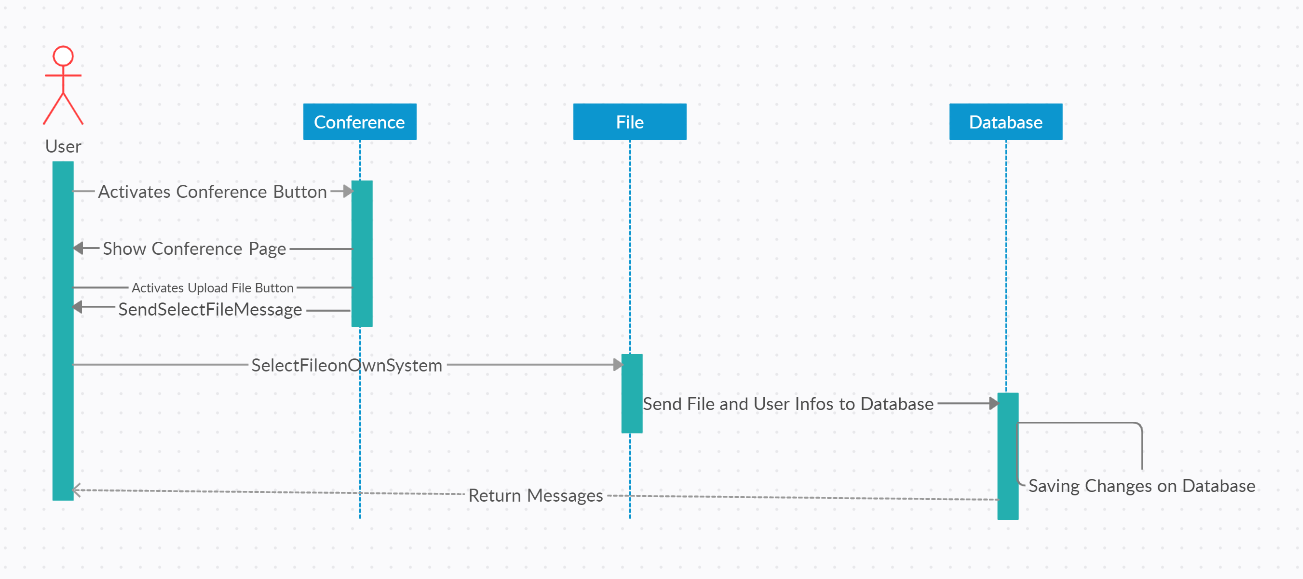 Conference
File
Database
User
Activates Conference Button
Show Conference Page
Activates Upload File Button
SendSelectFileMessage
SelectFileonOwnSystem
Send File and User Infos to Database
Saving Changes on Database
Return Messages